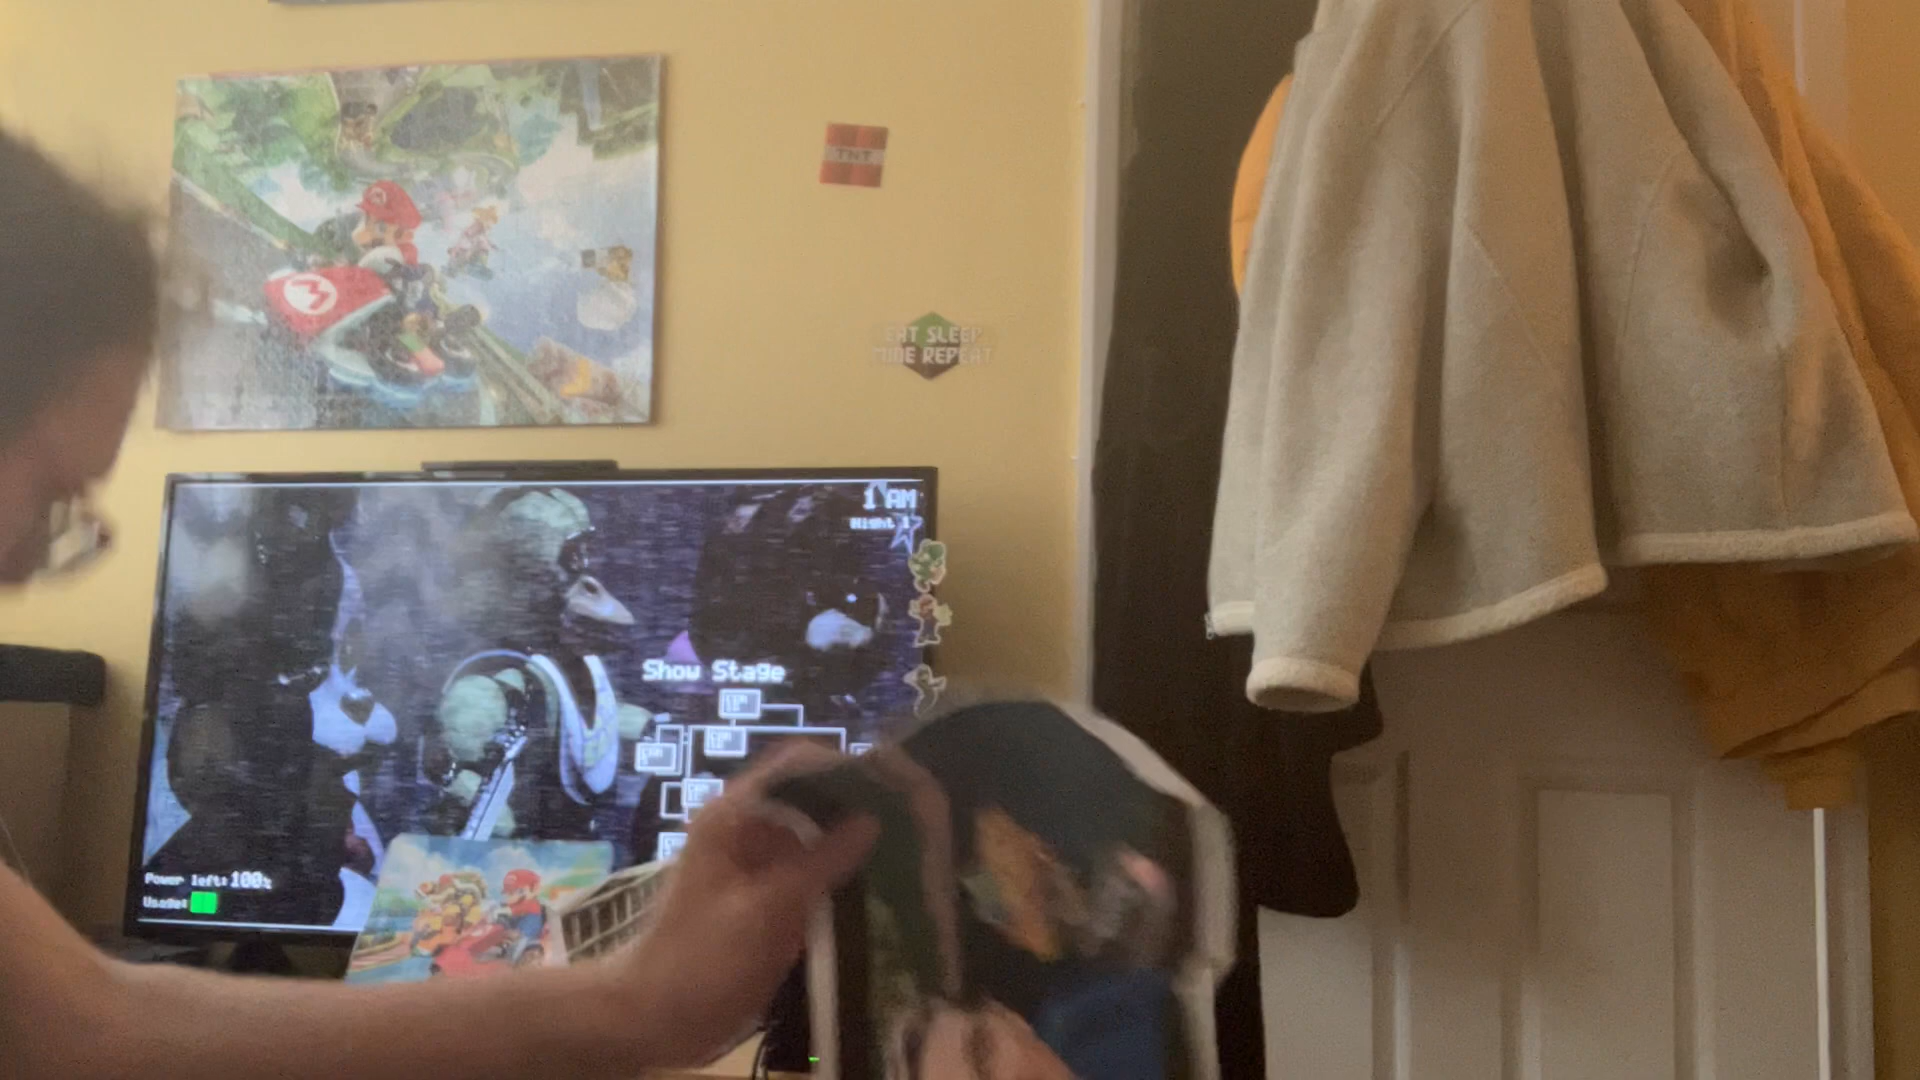 TNT
EAT SLEEP
MINE REPEAT
1 AM
Night 1
Show Stage
Power left: 100%
Usage:
M